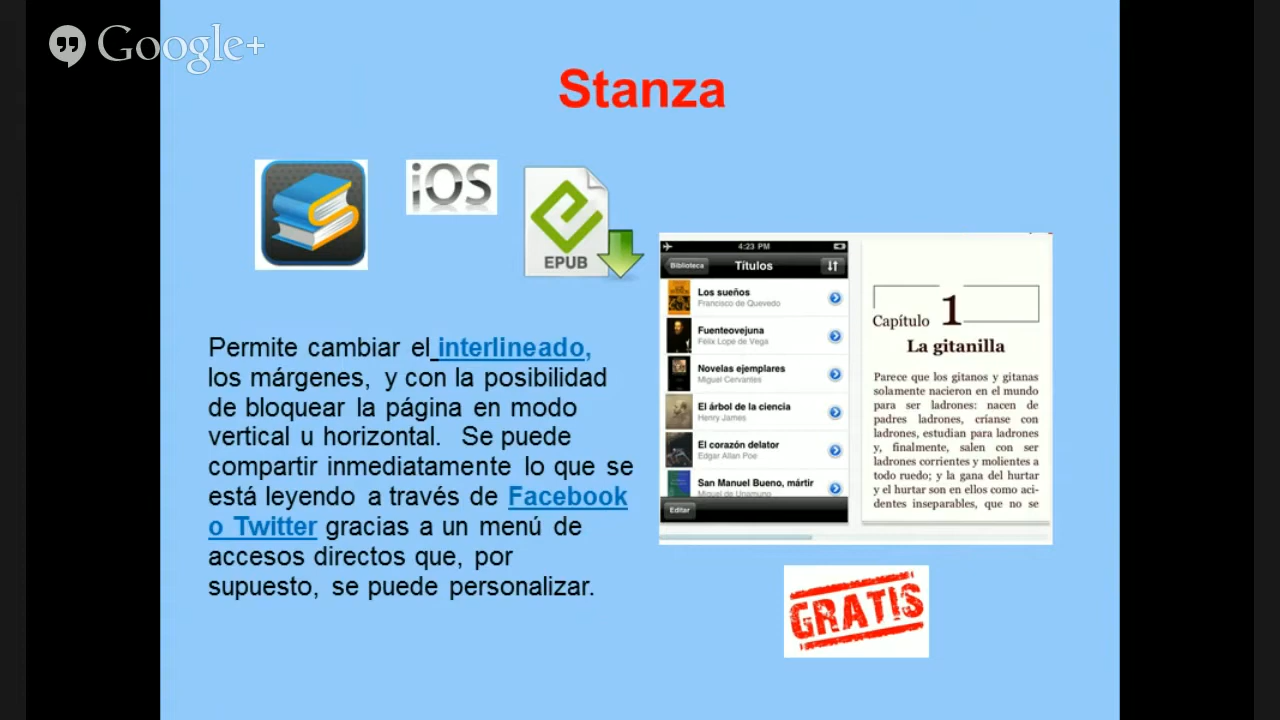 Google+
Stanza
iOS
EPUB
Permite cambiar el interlineado,
los márgenes, y con la posibilidad
de bloquear la página en modo
vertical u horizontal. Se puede
compartir inmediatamente lo que se
está leyendo a través de Facebook
o Twitter gracias a un menú de
accesos directos que, por
supuesto, se puede personalizar.
4:23 PM
Biblioteca
Títulos
Los sueños
Francisco de Quevedo
Fuenteovejuna
Félix Lope de Vega
Novelas ejemplares
Miguel Cervantes
El árbol de la ciencia
Henry James
El corazón delator
Edgar Allan Poe
San Manuel Bueno, mártir
Miguel de Unamuno
Editar
Capítulo 1
La gitanilla
Parece que los gitanos y gitanas
solamente nacieron en el mundo
para ser ladrones: nacen de
padres ladrones, críanse con
ladrones, estudian para ladrones
y, finalmente, salen con ser
ladrones corrientes y molientes a
todo ruedo; y la gana del hurtar
y el hurtar son en ellos como aci-
dentes inseparables, que no se
GRATIS